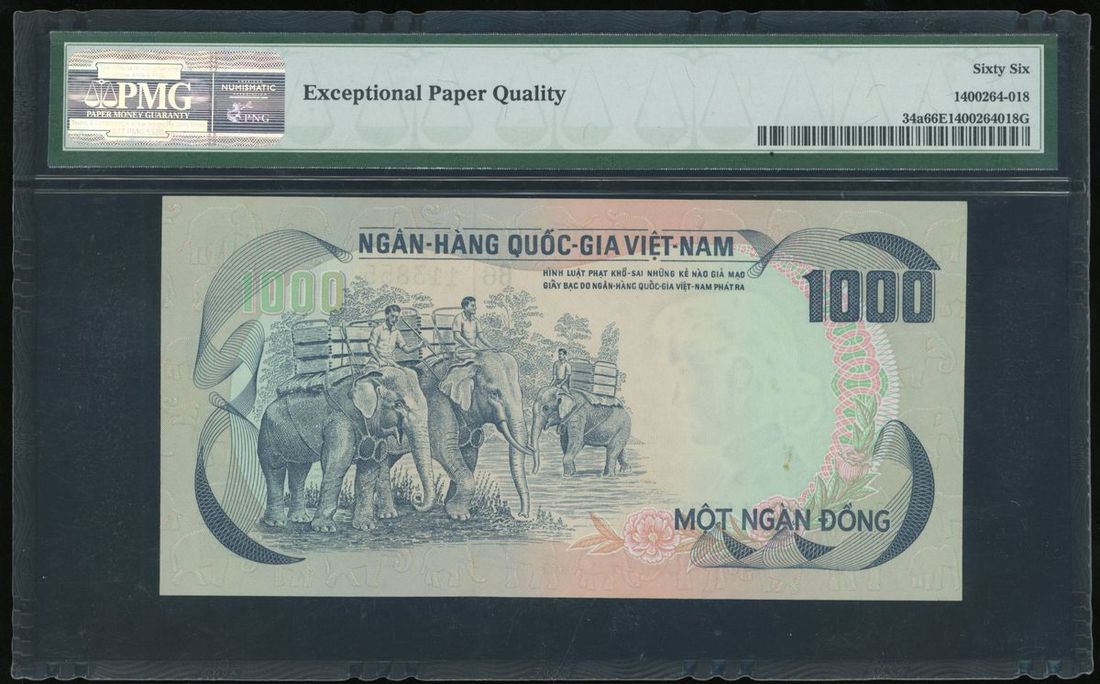 PMG
PAPER MONEY GUARANTY
NUMISMATIC
PNG
Exceptional Paper Quality
Sixty Six
1400264-018
34a66E1400264018G
NGÂN-HÀNG QUỐC-GIA VIỆT-NAM
HÌNH LUẬT PHẠT KHỔ-SAI NHỮNG KẺ NÀO GIẢ MẠO
GIẤY BẠC DO NGÂN-HÀNG QUỐC-GIA VIỆT-NAM PHÁT RA
1000
1000
MỘT NGÀN ĐỒNG